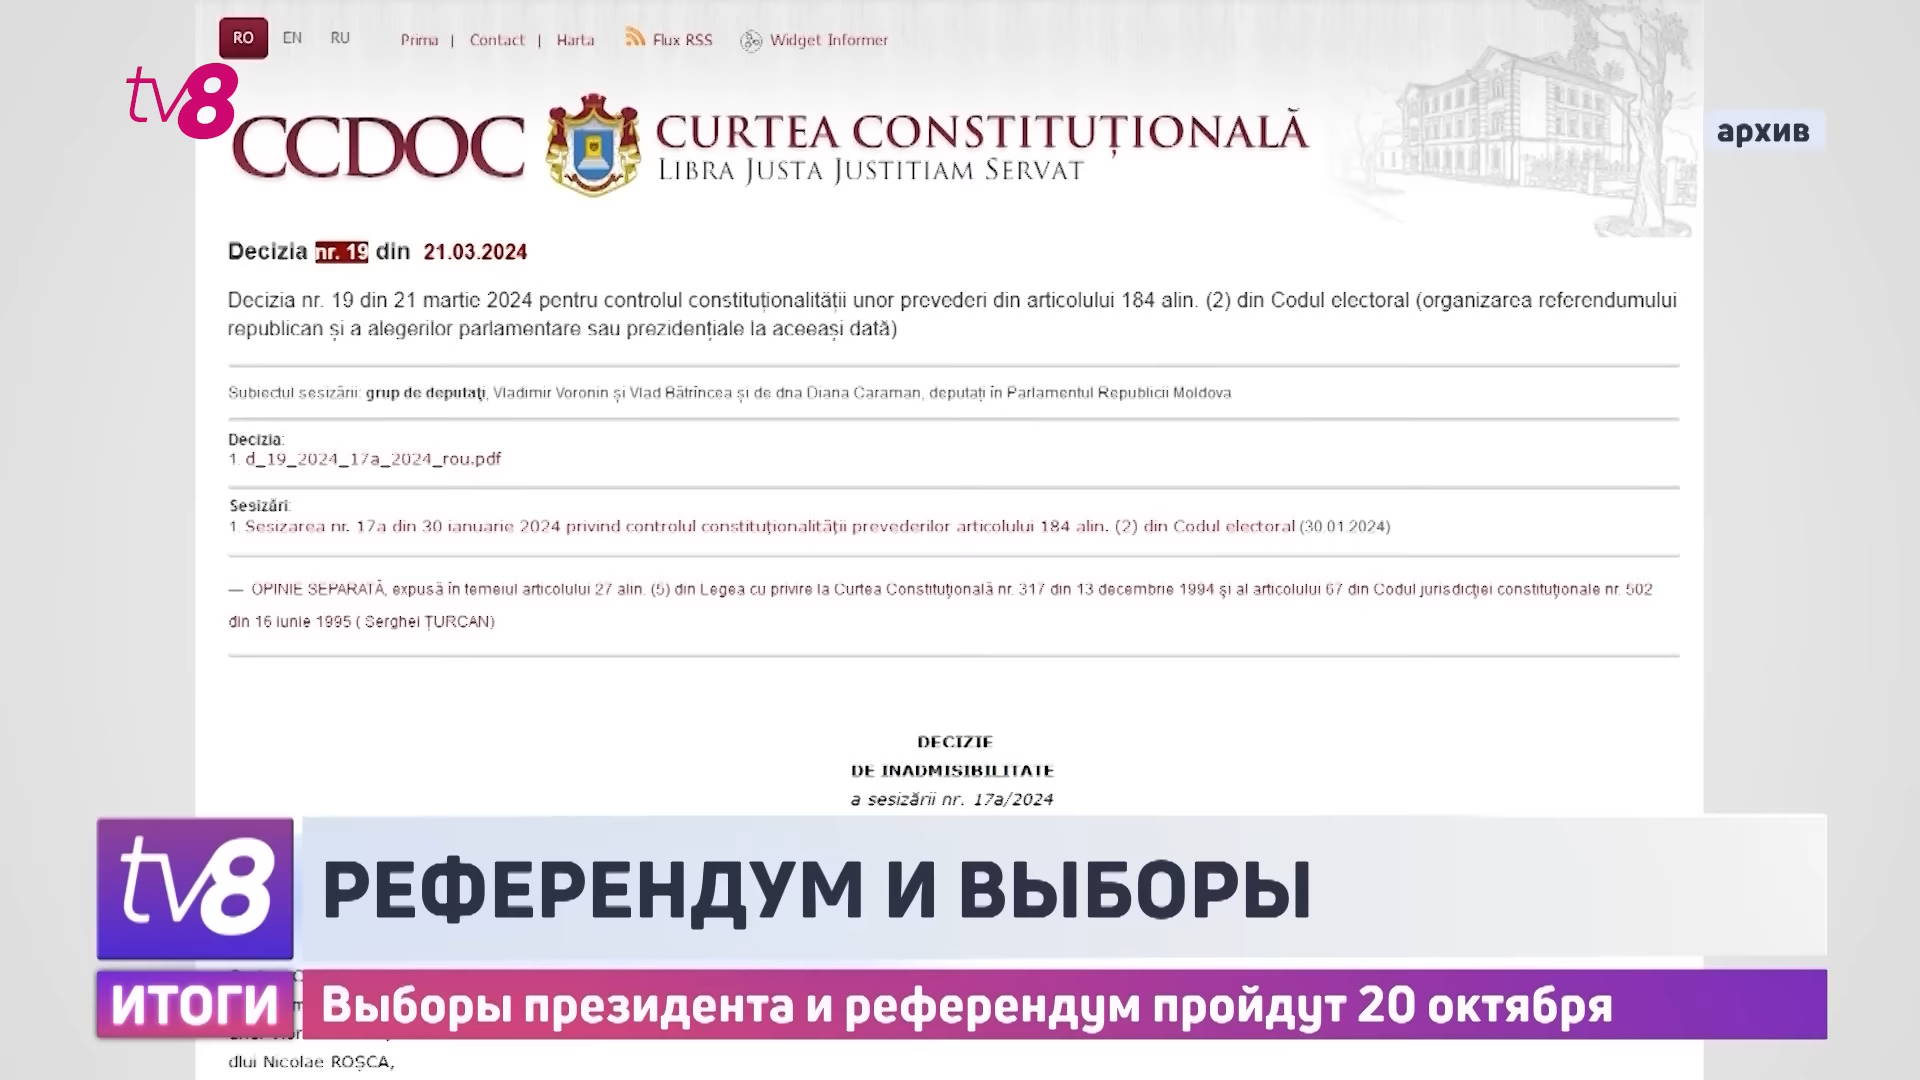 RO EN RU Prima | Contact | Harta Flux RSS Widget Informer
tv8
CCDOC CURTEA CONSTITUȚIONALĂ
LIBRA JUSTA JUSTITIAM SERVAT
архив
Decizia nr. 19 din 21.03.2024
Decizia nr. 19 din 21 martie 2024 pentru controlul constituționalității unor prevederi din articolului 184 alin. (2) din Codul electoral (organizarea referendumului
republican și a alegerilor parlamentare sau prezidențiale la aceeași dată)
Subiectul sesizării: grup de deputați, Vladimir Voronin și Vlad Bătrîncea și de dna Diana Caraman, deputați în Parlamentul Republicii Moldova
Decizia:
1. d_19_2024_17a_2024_rou.pdf
Sesizări:
1. Sesizarea nr. 17a din 30 ianuarie 2024 privind controlul constituționalității prevederilor articolului 184 alin. (2) din Codul electoral (30.01.2024)
— OPINIE SEPARATĂ, expusă în temeiul articolului 27 alin. (5) din Legea cu privire la Curtea Constituțională nr. 317 din 13 decembrie 1994 și al articolului 67 din Codul jurisdicției constituționale nr. 502
din 16 iunie 1995 ( Serghei ȚURCAN)
DECIZIE
DE INADMISIBILITATE
a sesizării nr. 17a/2024
tv8 РЕФЕРЕНДУМ И ВЫБОРЫ
ИТОГИ Выборы президента и референдум пройдут 20 октября
dlui Nicolae ROȘCA,